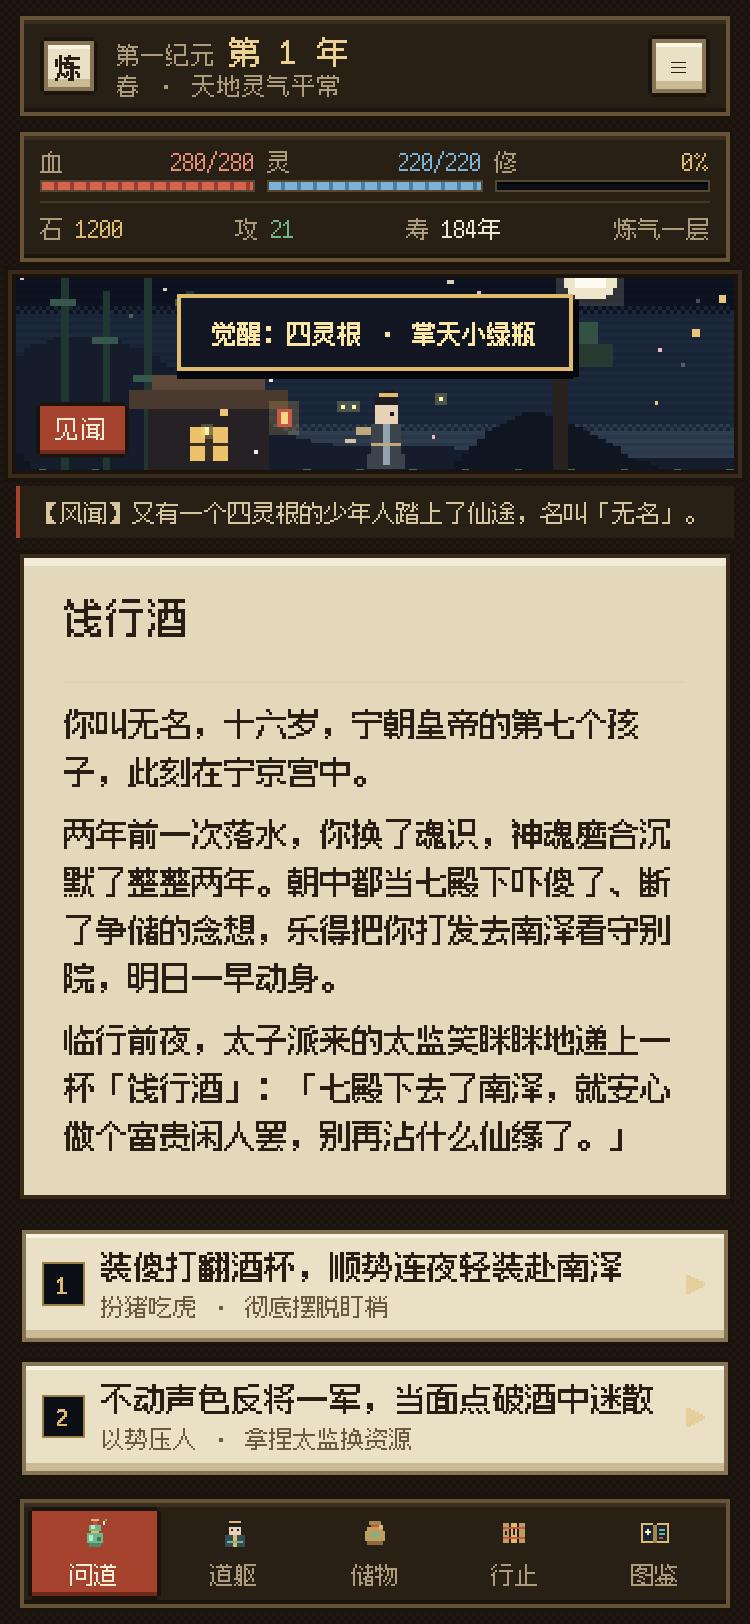 炼 第一纪元 第 1 年 ≡
春 · 天地灵气平常
血 280/280 灵 220/220 修 0%
石 1200 攻 21 寿 184年 炼气一层
觉醒：四灵根 · 掌天小绿瓶
见闻
【风闻】又有一个四灵根的少年人踏上了仙途，名叫「无名」。
饯行酒
你叫无名，十六岁，宁朝皇帝的第七个孩
子，此刻在宁京宫中。
两年前一次落水，你换了魂识，神魂磨合沉
默了整整两年。朝中都当七殿下吓傻了、断
了争储的念想，乐得把你打发去南泽看守别
院，明日一早动身。
临行前夜，太子派来的太监笑眯眯地递上一
杯「饯行酒」：「七殿下去了南泽，就安心
做个富贵闲人罢，别再沾什么仙缘了。」
1 装傻打翻酒杯，顺势连夜轻装赴南泽
扮猪吃虎 · 彻底摆脱盯梢
2 不动声色反将一军，当面点破酒中迷散
以势压人 · 拿捏太监换资源
问道 道躯 储物 行止 图鉴